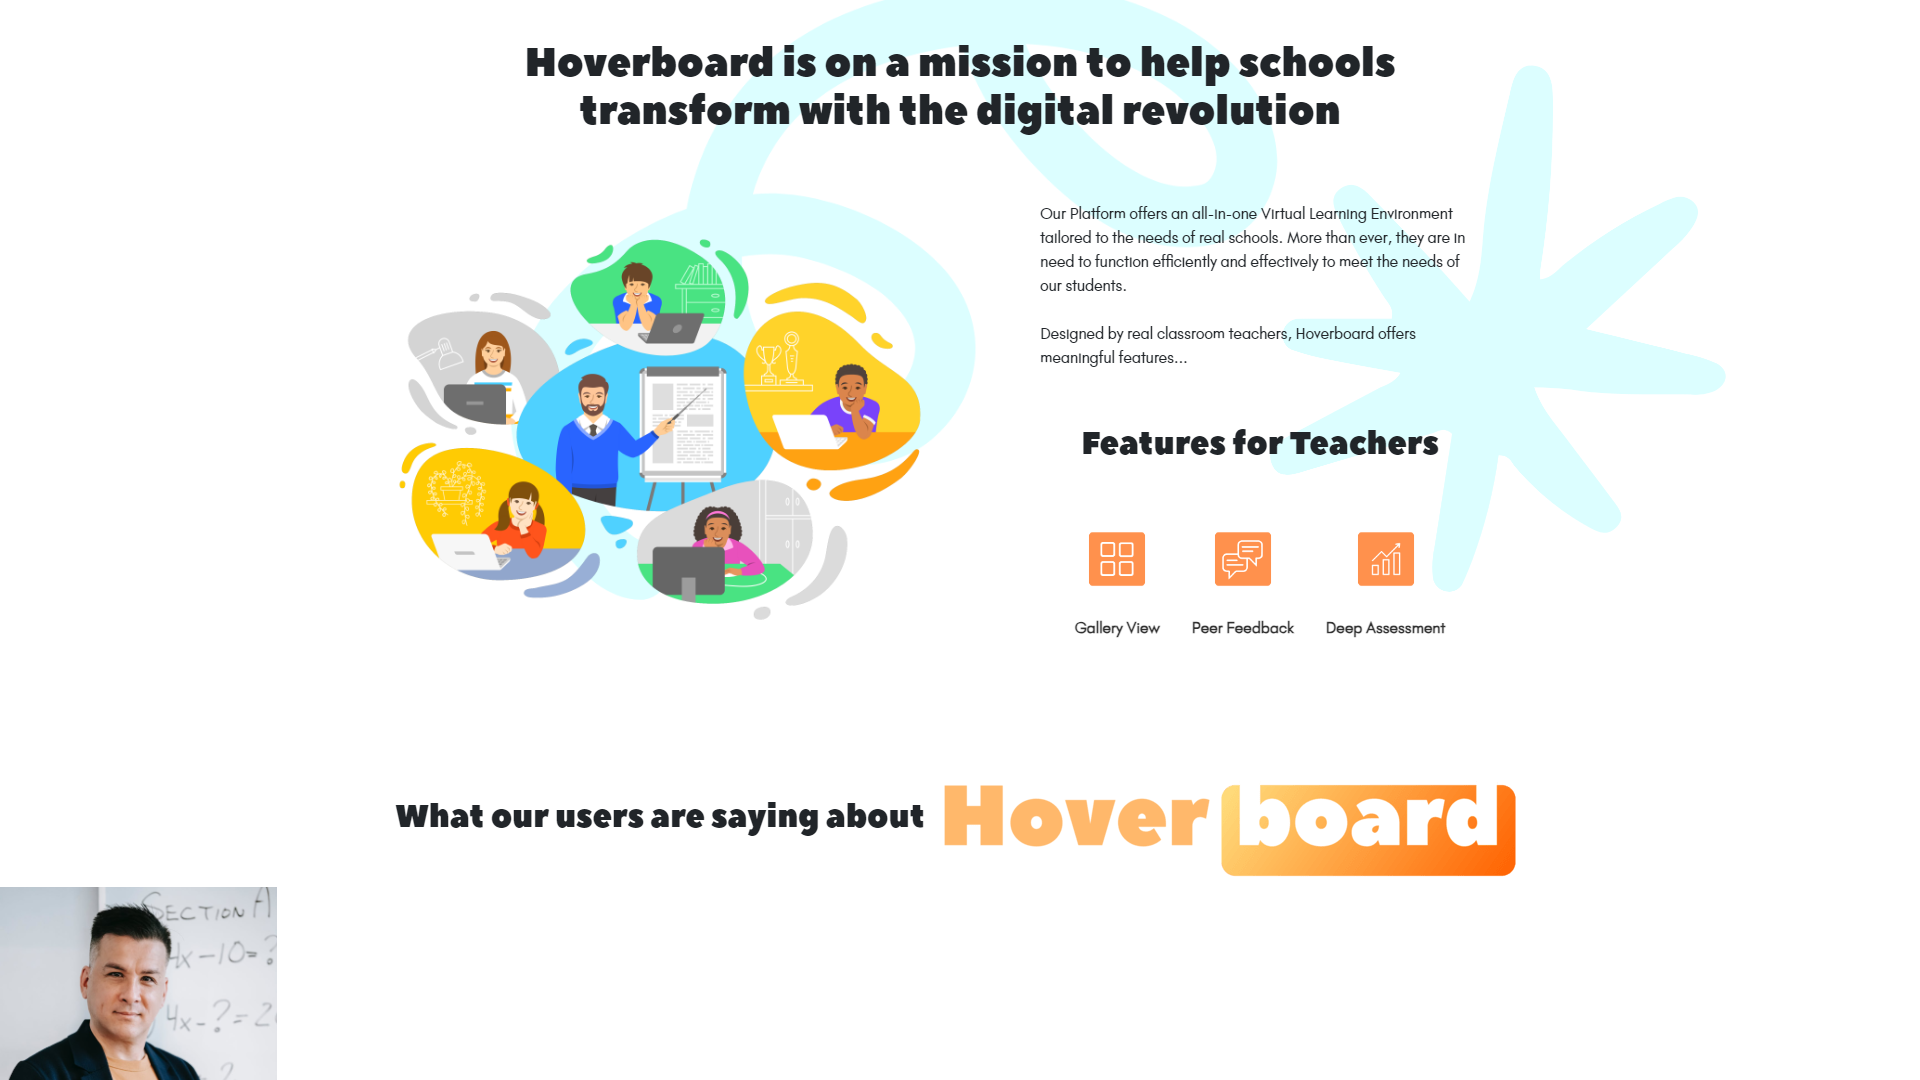 Hoverboard is on a mission to help schools
transform with the digital revolution
Our Platform offers an all-in-one Virtual Learning Environment
tailored to the needs of real schools. More than ever, they are in
need to function efficiently and effectively to meet the needs of
our students.
Designed by real classroom teachers, Hoverboard offers
meaningful features...
Features for Teachers
Gallery View
Peer Feedback
Deep Assessment
What our users are saying about Hoverboard
SECTION A
4x-10=?
4x-?=2
?